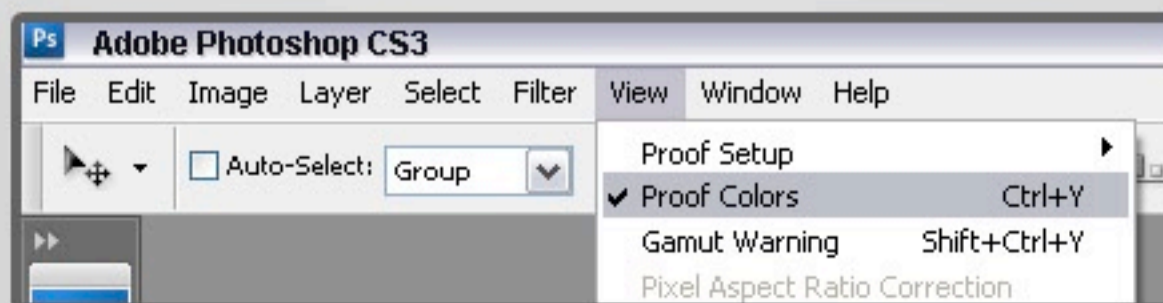 Ps Adobe Photoshop CS3
File Edit Image Layer Select Filter View Window Help
Auto-Select: Group
Proof Setup
Proof Colors Ctrl+Y
Gamut Warning Shift+Ctrl+Y
Pixel Aspect Ratio Correction